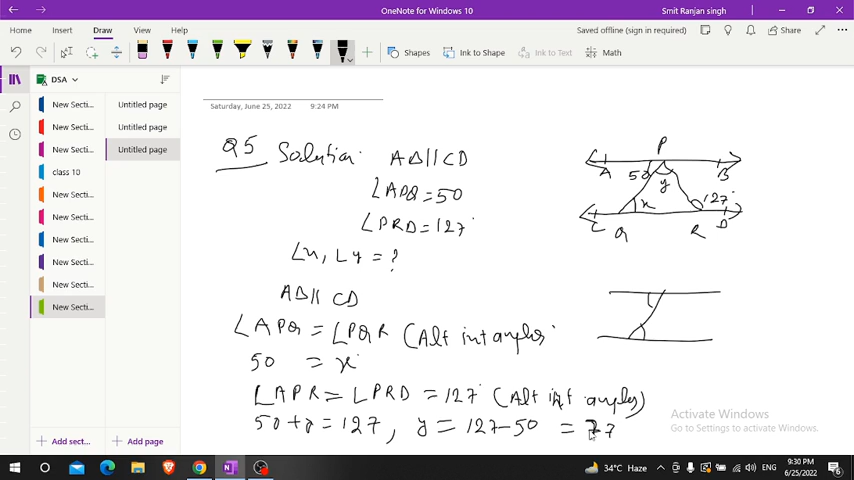 OneNote for Windows 10
Smit Ranjan singh
Home Insert Draw View Help
Saved offline (sign in required)
Share
Shapes
Ink to Shape
Ink to Text
Math
DSA
New Secti... Untitled page
New Secti... Untitled page
New Secti... Untitled page
class 10
New Secti...
New Secti...
New Secti...
New Secti...
New Secti...
New Secti...
Add sect...
Add page
Saturday, June 25, 2022 9:24 PM
Q5 Solution: AB||CD
∠APQ=50
∠PRD=127°
∠x, ∠y = ?
AB|| CD
∠APQ = ∠PQR (Alt int angles
50 = x
∠APR = ∠PRD = 127° (Alt int angles)
50+y=127, y = 127-50 = 77
P
A 50 B
y
x 127°
C Q R D
Activate Windows
Go to Settings to activate Windows.
34°C Haze
ENG
9:30 PM
6/25/2022
6